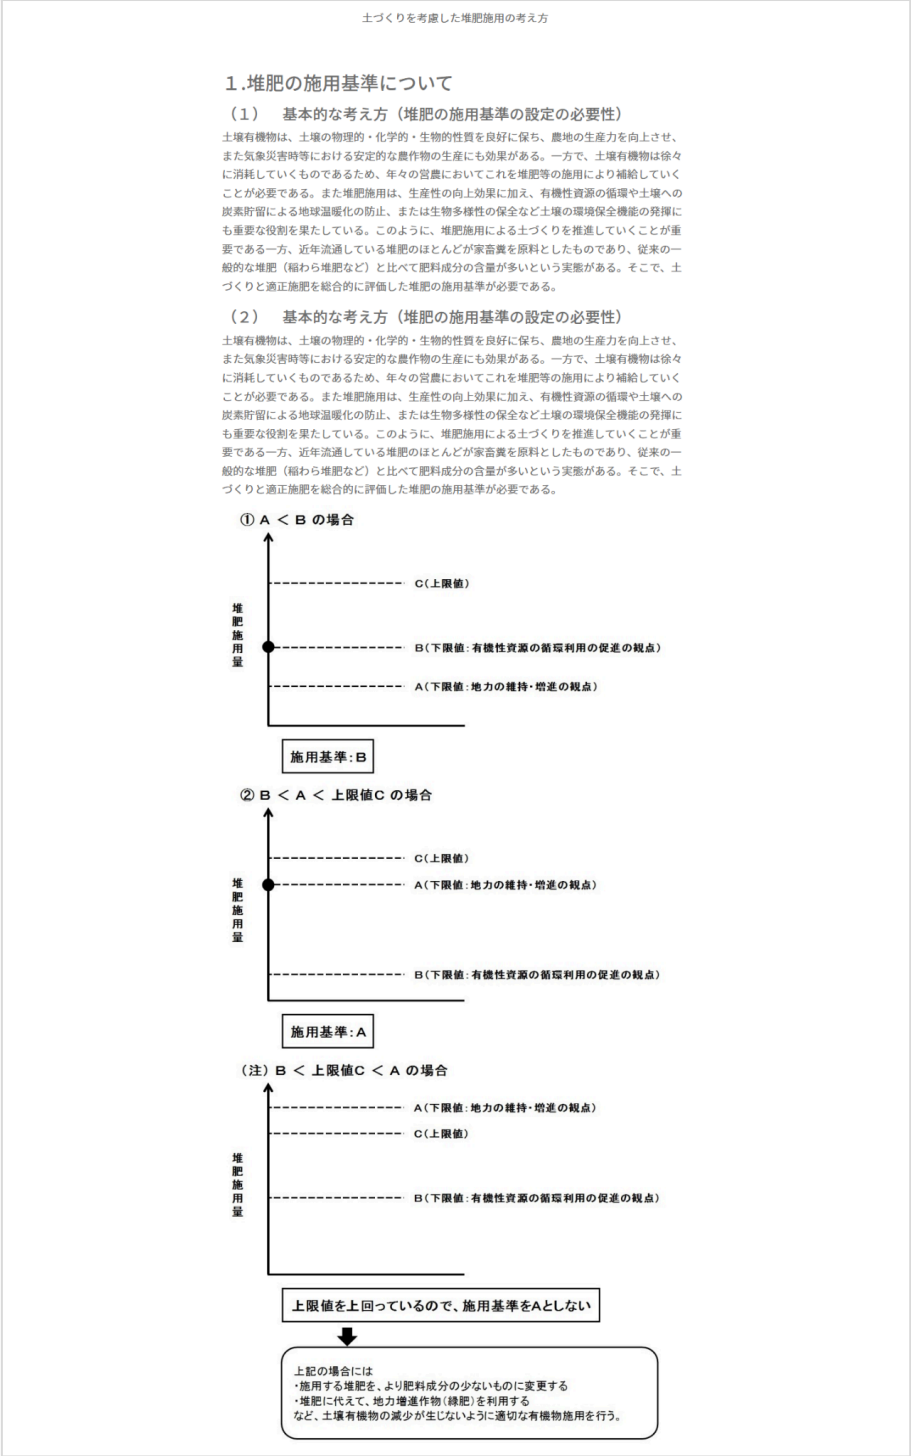 土づくりを考慮した堆肥施用の考え方
１.堆肥の施用基準について
（１）　基本的な考え方（堆肥の施用基準の設定の必要性）
土壌有機物は、土壌の物理的・化学的・生物的性質を良好に保ち、農地の生産力を向上させ、
また気象災害時等における安定的な農作物の生産にも効果がある。一方で、土壌有機物は徐々
に消耗していくものであるため、年々の営農においてこれを堆肥等の施用により補給していく
ことが必要である。また堆肥施用は、生産性の向上効果に加え、有機性資源の循環や土壌への
炭素貯留による地球温暖化の防止、または生物多様性の保全など土壌の環境保全機能の発揮に
も重要な役割を果たしている。このように、堆肥施用による土づくりを推進していくことが重
要である一方、近年流通している堆肥のほとんどが家畜糞を原料としたものであり、従来の一
般的な堆肥（稲わら堆肥など）と比べて肥料成分の含量が多いという実態がある。そこで、土
づくりと適正施肥を総合的に評価した堆肥の施用基準が必要である。
（２）　基本的な考え方（堆肥の施用基準の設定の必要性）
土壌有機物は、土壌の物理的・化学的・生物的性質を良好に保ち、農地の生産力を向上させ、
また気象災害時等における安定的な農作物の生産にも効果がある。一方で、土壌有機物は徐々
に消耗していくものであるため、年々の営農においてこれを堆肥等の施用により補給していく
ことが必要である。また堆肥施用は、生産性の向上効果に加え、有機性資源の循環や土壌への
炭素貯留による地球温暖化の防止、または生物多様性の保全など土壌の環境保全機能の発揮に
も重要な役割を果たしている。このように、堆肥施用による土づくりを推進していくことが重
要である一方、近年流通している堆肥のほとんどが家畜糞を原料としたものであり、従来の一
般的な堆肥（稲わら堆肥など）と比べて肥料成分の含量が多いという実態がある。そこで、土
づくりと適正施肥を総合的に評価した堆肥の施用基準が必要である。
① A ＜ B の場合
C（上限値）
堆肥施用量
B（下限値：有機性資源の循環利用の促進の観点）
A（下限値：地力の維持・増進の観点）
施用基準：B
② B ＜ A ＜ 上限値C の場合
C（上限値）
堆肥施用量
A（下限値：地力の維持・増進の観点）
B（下限値：有機性資源の循環利用の促進の観点）
施用基準：A
（注）B ＜ 上限値C ＜ A の場合
A（下限値：地力の維持・増進の観点）
C（上限値）
堆肥施用量
B（下限値：有機性資源の循環利用の促進の観点）
上限値を上回っているので、施用基準をAとしない
上記の場合には
・施用する堆肥を、より肥料成分の少ないものに変更する
・堆肥に代えて、地力増進作物（緑肥）を利用する
など、土壌有機物の減少が生じないように適切な有機物施用を行う。